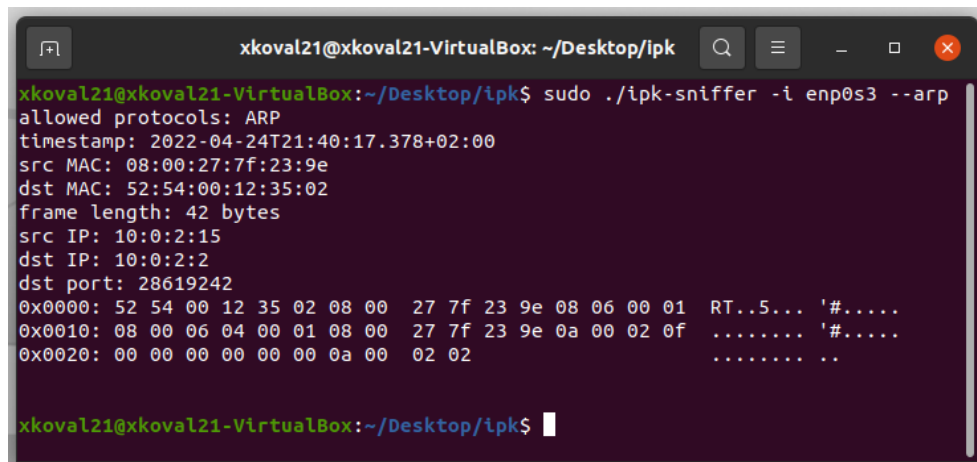 xkoval21@xkoval21-VirtualBox: ~/Desktop/ipk
xkoval21@xkoval21-VirtualBox:~/Desktop/ipk$ sudo ./ipk-sniffer -i enp0s3 --arp
allowed protocols: ARP
timestamp: 2022-04-24T21:40:17.378+02:00
src MAC: 08:00:27:7f:23:9e
dst MAC: 52:54:00:12:35:02
frame length: 42 bytes
src IP: 10:0:2:15
dst IP: 10:0:2:2
dst port: 28619242
0x0000: 52 54 00 12 35 02 08 00  27 7f 23 9e 08 06 00 01  RT..5... '#.....
0x0010: 08 00 06 04 00 01 08 00  27 7f 23 9e 0a 00 02 0f  ........ '#.....
0x0020: 00 00 00 00 00 00 0a 00  02 02                    ........ ..
xkoval21@xkoval21-VirtualBox:~/Desktop/ipk$